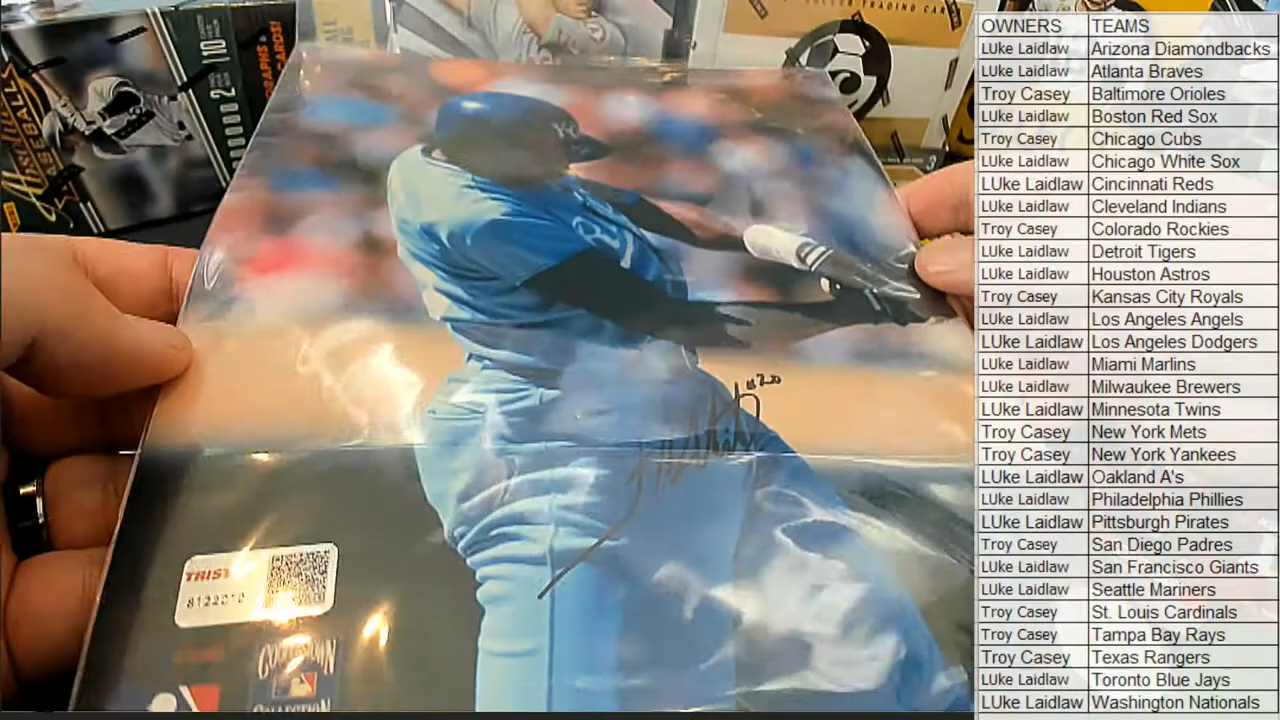 OWNERS TEAMS
LUke Laidlaw Arizona Diamondbacks
LUke Laidlaw Atlanta Braves
Troy Casey Baltimore Orioles
LUke Laidlaw Boston Red Sox
Troy Casey Chicago Cubs
LUke Laidlaw Chicago White Sox
LUke Laidlaw Cincinnati Reds
LUke Laidlaw Cleveland Indians
Troy Casey Colorado Rockies
LUke Laidlaw Detroit Tigers
LUke Laidlaw Houston Astros
Troy Casey Kansas City Royals
LUke Laidlaw Los Angeles Angels
LUke Laidlaw Los Angeles Dodgers
LUke Laidlaw Miami Marlins
LUke Laidlaw Milwaukee Brewers
LUke Laidlaw Minnesota Twins
Troy Casey New York Mets
Troy Casey New York Yankees
LUke Laidlaw Oakland A's
LUke Laidlaw Philadelphia Phillies
LUke Laidlaw Pittsburgh Pirates
Troy Casey San Diego Padres
LUke Laidlaw San Francisco Giants
LUke Laidlaw Seattle Mariners
Troy Casey St. Louis Cardinals
Troy Casey Tampa Bay Rays
Troy Casey Texas Rangers
LUke Laidlaw Toronto Blue Jays
LUke Laidlaw Washington Nationals
BASEBALL
TRADING
KC
#20
COLLECTION